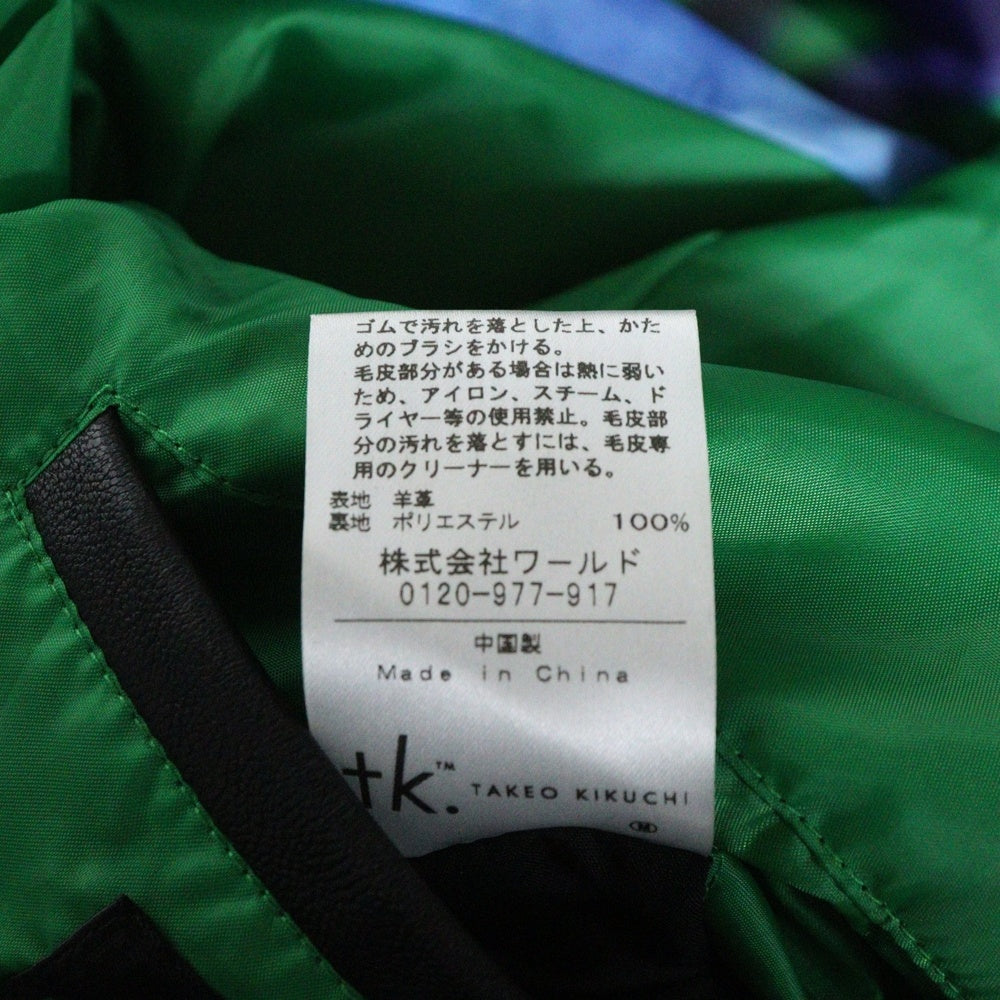 ゴムで汚れを落とした上、かた
めのブラシをかける。
毛皮部分がある場合は熱に弱い
ため、アイロン、スチーム、ド
ライヤー等の使用禁止。毛皮部
分の汚れを落とすには、毛皮専
用のクリーナーを用いる。
表地 羊革
裏地 ポリエステル 100%
株式会社ワールド
0120-977-917
中国製
Made in China
tk.™ TAKEO KIKUCHI
Ⓜ